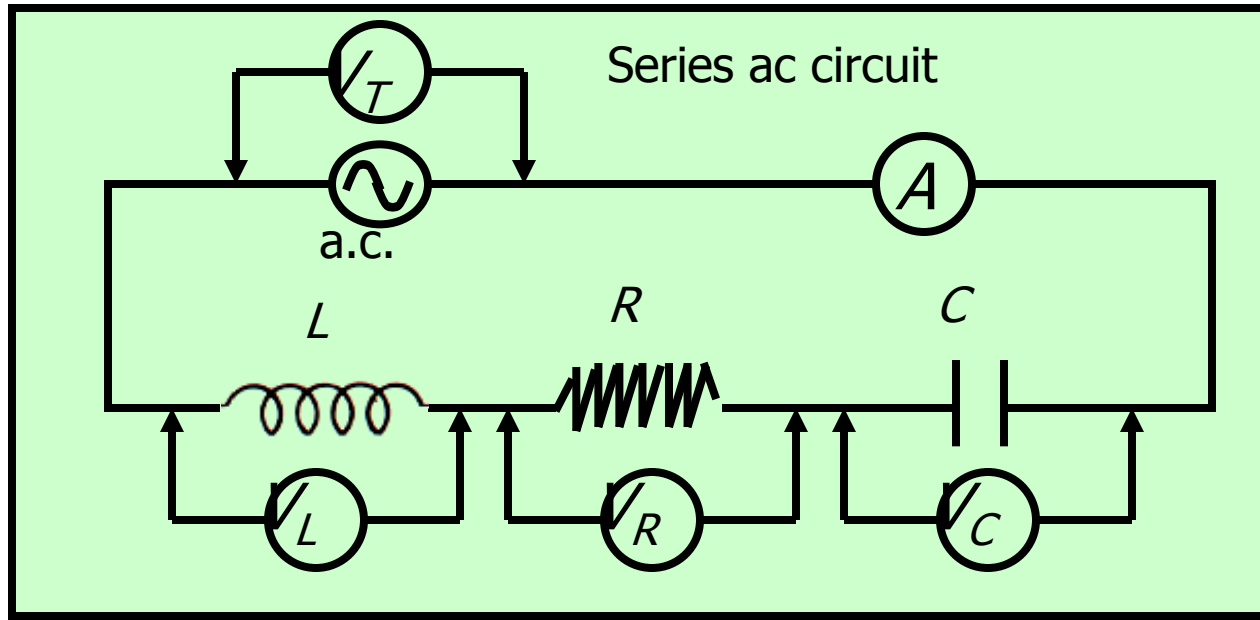 Series ac circuit
V_T
A
a.c.
L
R
C
V_L
V_R
V_C